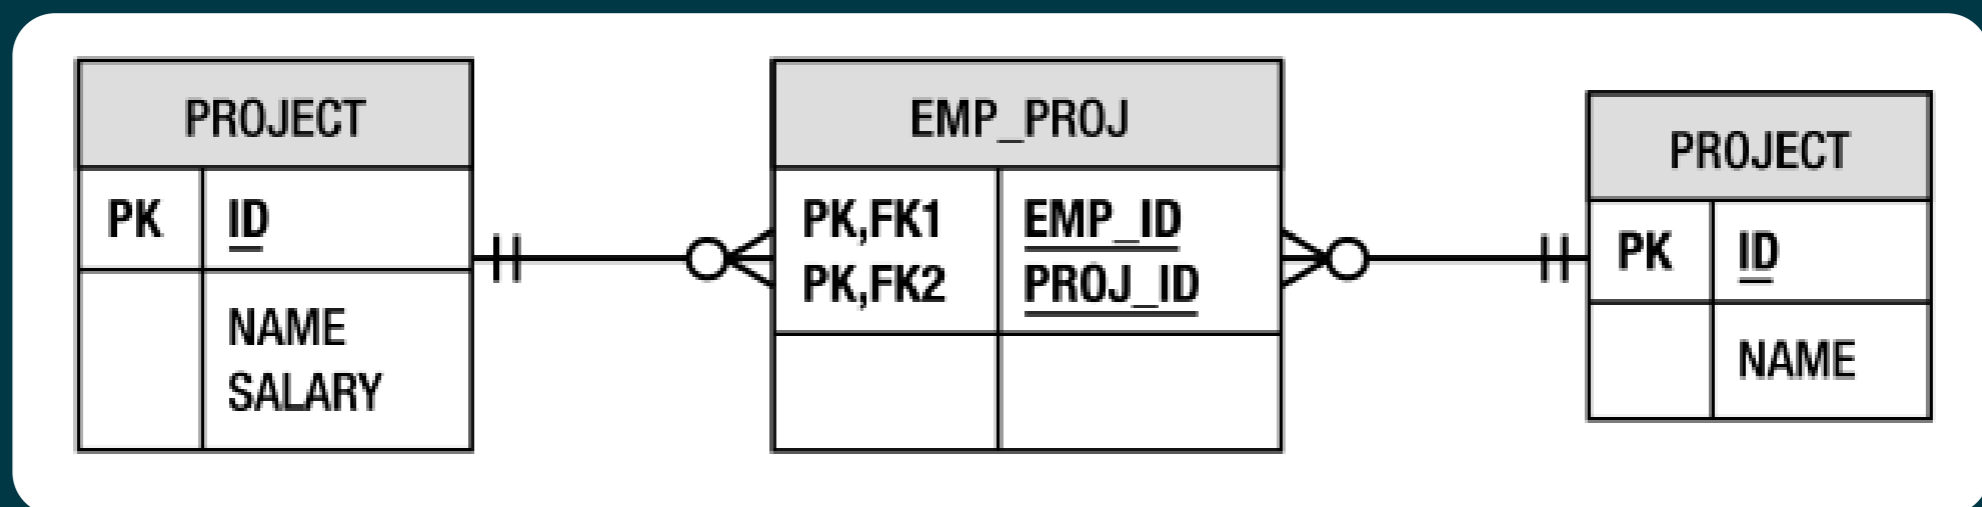 PROJECT
PK ID
NAME
SALARY
EMP_PROJ
PK,FK1 EMP_ID
PK,FK2 PROJ_ID
PROJECT
PK ID
NAME